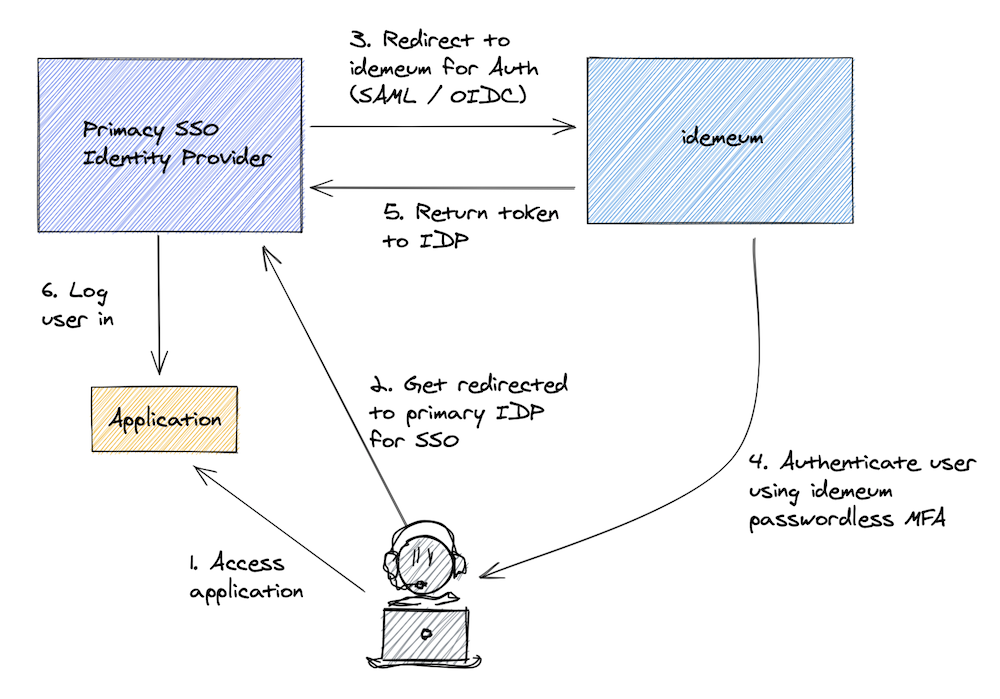 3. Redirect to
idemeum for Auth
(SAML / OIDC)
Primacy SSO
Identity Provider
idemeum
5. Return token
to IDP
6. Log
user in
2. Get redirected
to primary IDP
for SSO
Application
4. Authenticate user
using idemeum
passwordless MFA
1. Access
application